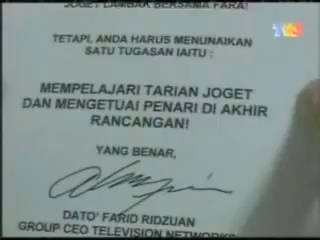 JOGET LAMBAK BERSAMA FARA!
TETAPI, ANDA HARUS MENUNAIKAN
SATU TUGASAN IAITU :
MEMPELAJARI TARIAN JOGET
DAN MENGETUAI PENARI DI AKHIR
RANCANGAN!
YANG BENAR,
DATO' FARID RIDZUAN
GROUP CEO TELEVISION NETWORKS